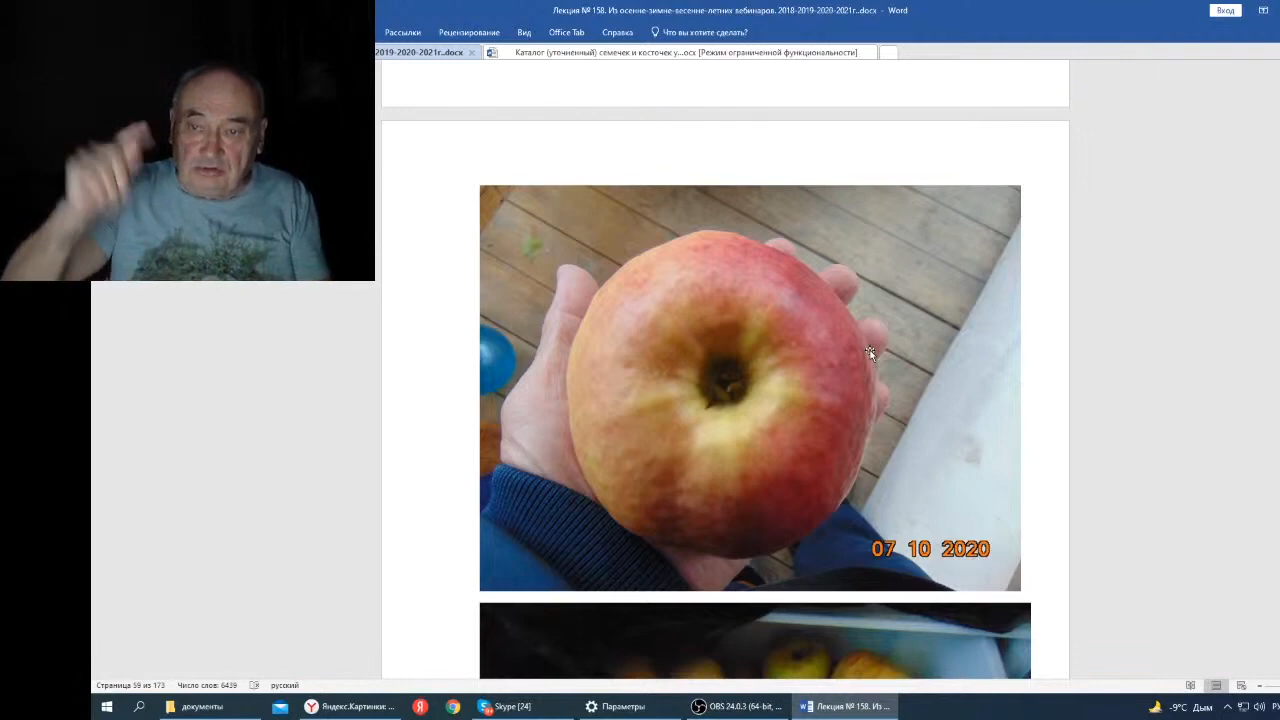 Лекция № 158. Из осенне-зимне-весенне-летних вебинаров. 2018-2019-2020-2021г..docx - Word
Вход
Рассылки Рецензирование Вид Office Tab Справка Что вы хотите сделать?
2019-2020-2021г..docx
Каталог (уточненный) семечек и косточек у...осх [Режим ограниченной функциональности]
07 10 2020
Страница 59 из 173 Число слов: 6439 русский
документы
Яндекс.Картинки: ...
Я
Skype [24]
Параметры
OBS 24.0.3 (64-bit, ...
Лекция № 158. Из ...
-9°C Дым